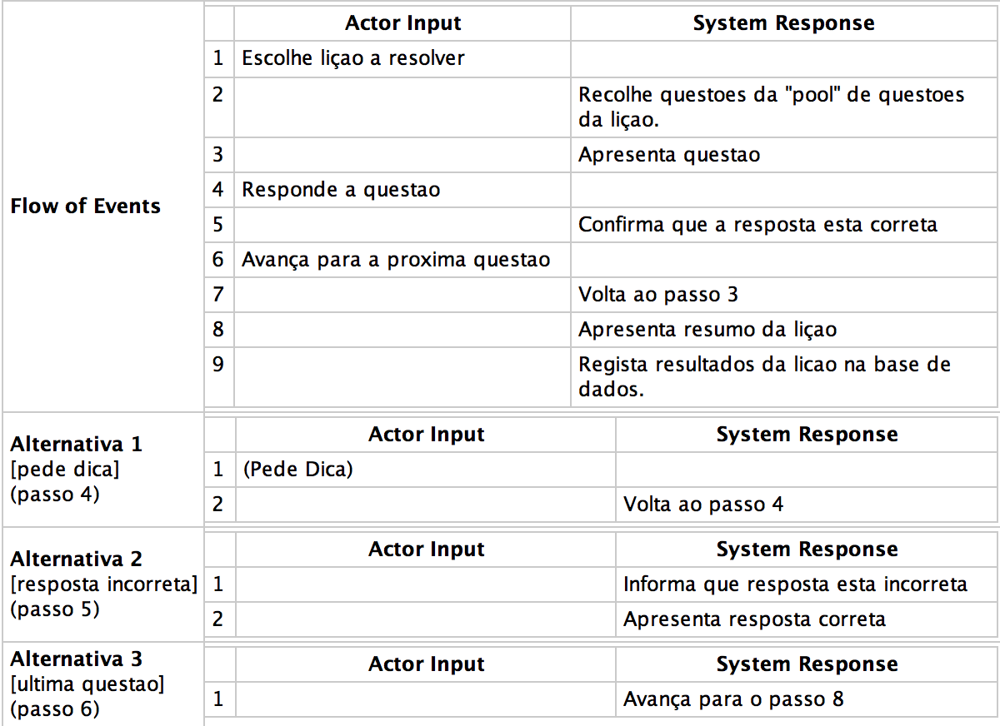 Actor Input System Response
1 Escolhe liçao a resolver
2 Recolhe questoes da "pool" de questoes
da liçao.
3 Apresenta questao
Flow of Events
4 Responde a questao
5 Confirma que a resposta esta correta
6 Avança para a proxima questao
7 Volta ao passo 3
8 Apresenta resumo da liçao
9 Regista resultados da licao na base de
dados.
Alternativa 1
[pede dica]
(passo 4)
Actor Input System Response
1 (Pede Dica)
2 Volta ao passo 4
Alternativa 2
[resposta incorreta]
(passo 5)
Actor Input System Response
1 Informa que resposta esta incorreta
2 Apresenta resposta correta
Alternativa 3
[ultima questao]
(passo 6)
Actor Input System Response
1 Avança para o passo 8